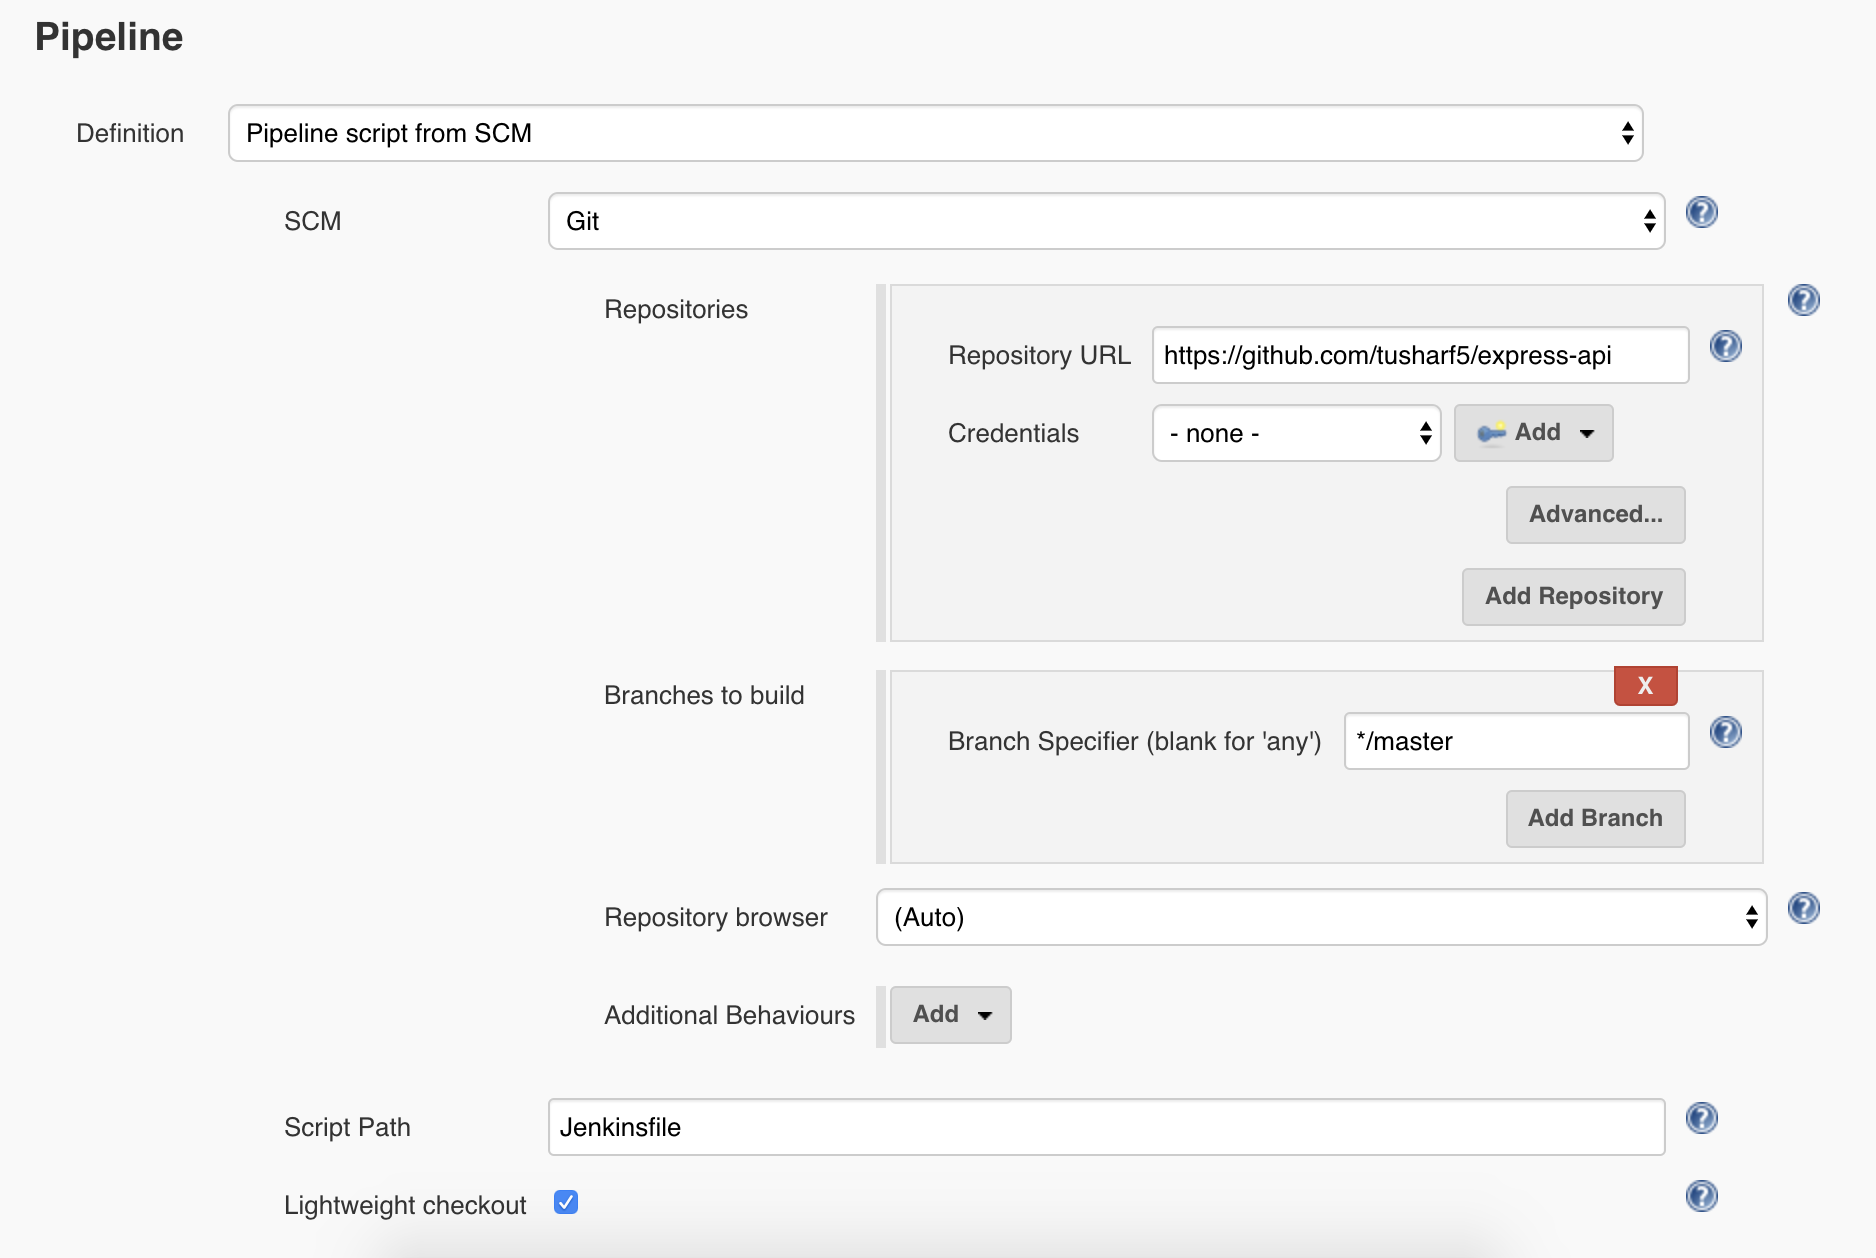 Pipeline
Definition Pipeline script from SCM
SCM Git ?
Repositories ?
Repository URL https://github.com/tusharf5/express-api ?
Credentials - none - Add
Advanced...
Add Repository
X
Branches to build
Branch Specifier (blank for 'any') */master ?
Add Branch
Repository browser (Auto) ?
Additional Behaviours Add
Script Path Jenkinsfile ?
Lightweight checkout ?